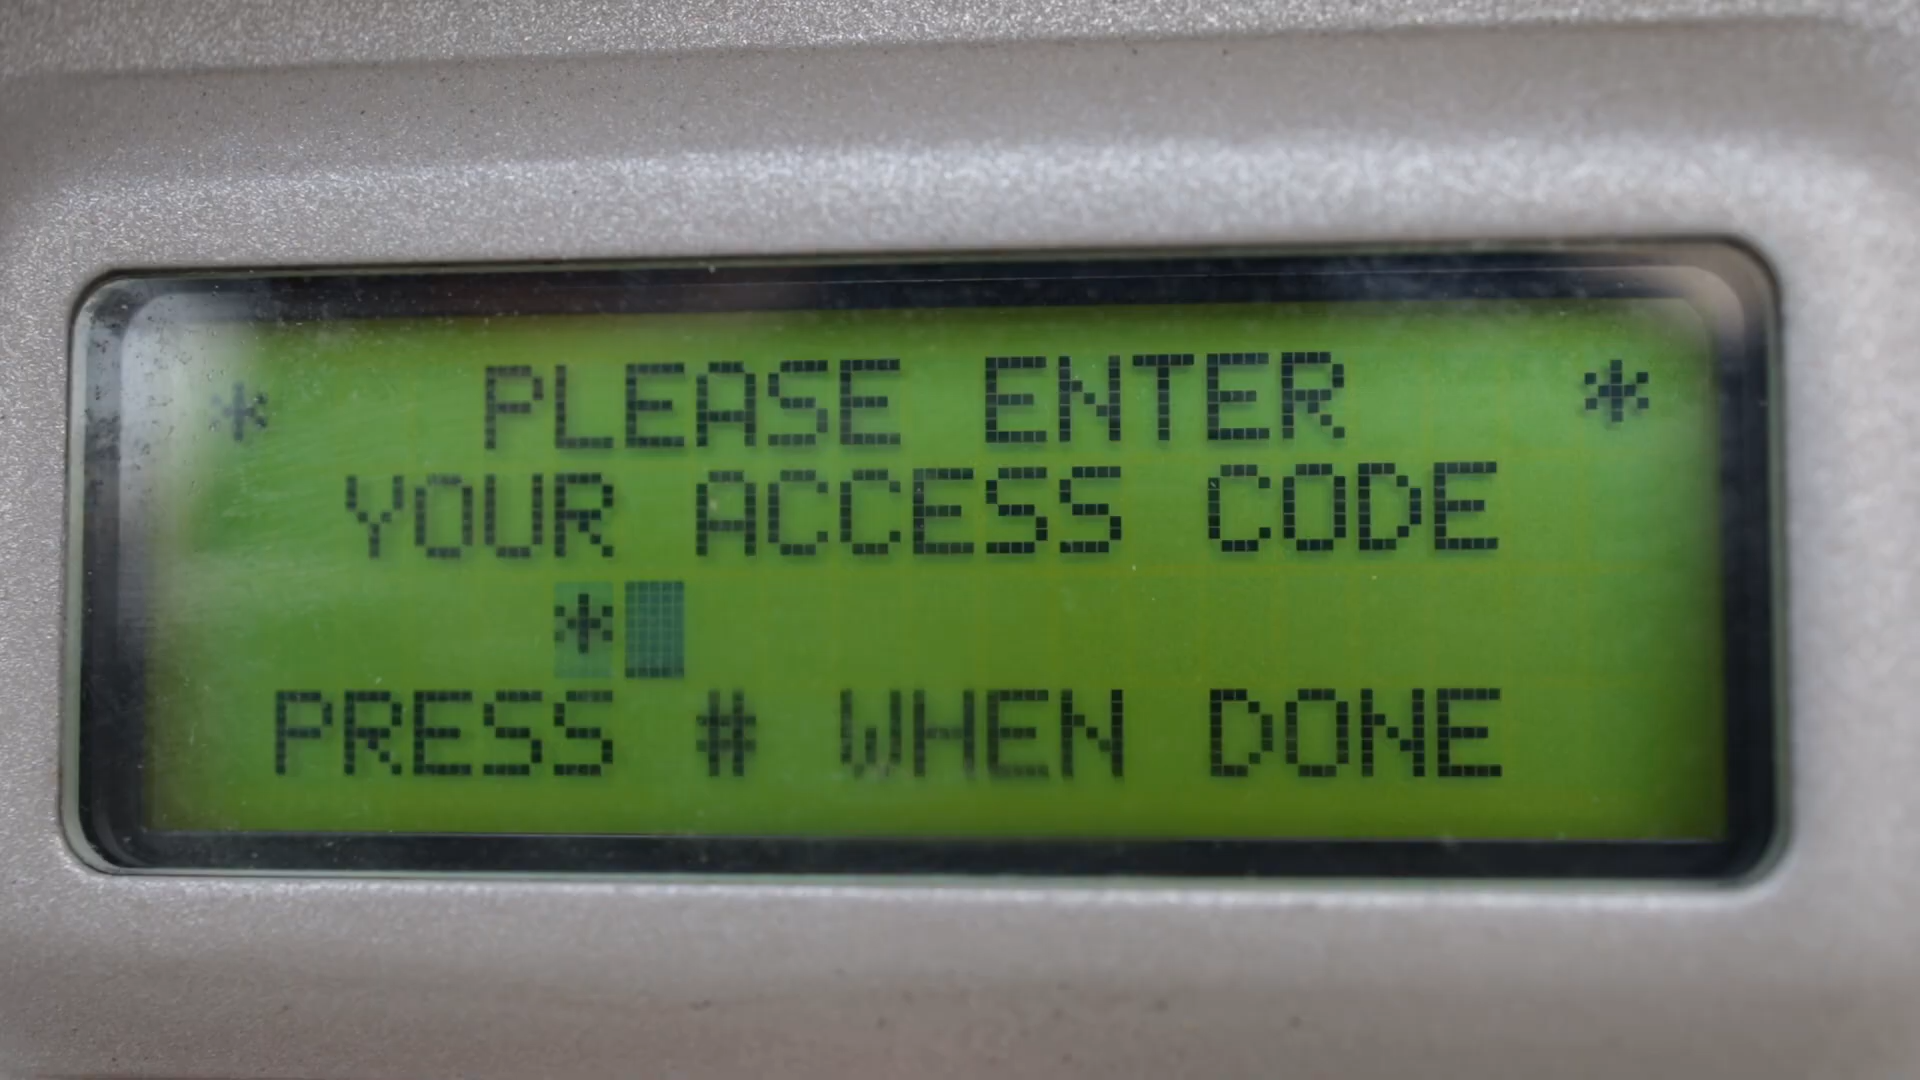 * PLEASE ENTER *
YOUR ACCESS CODE
*
PRESS # WHEN DONE